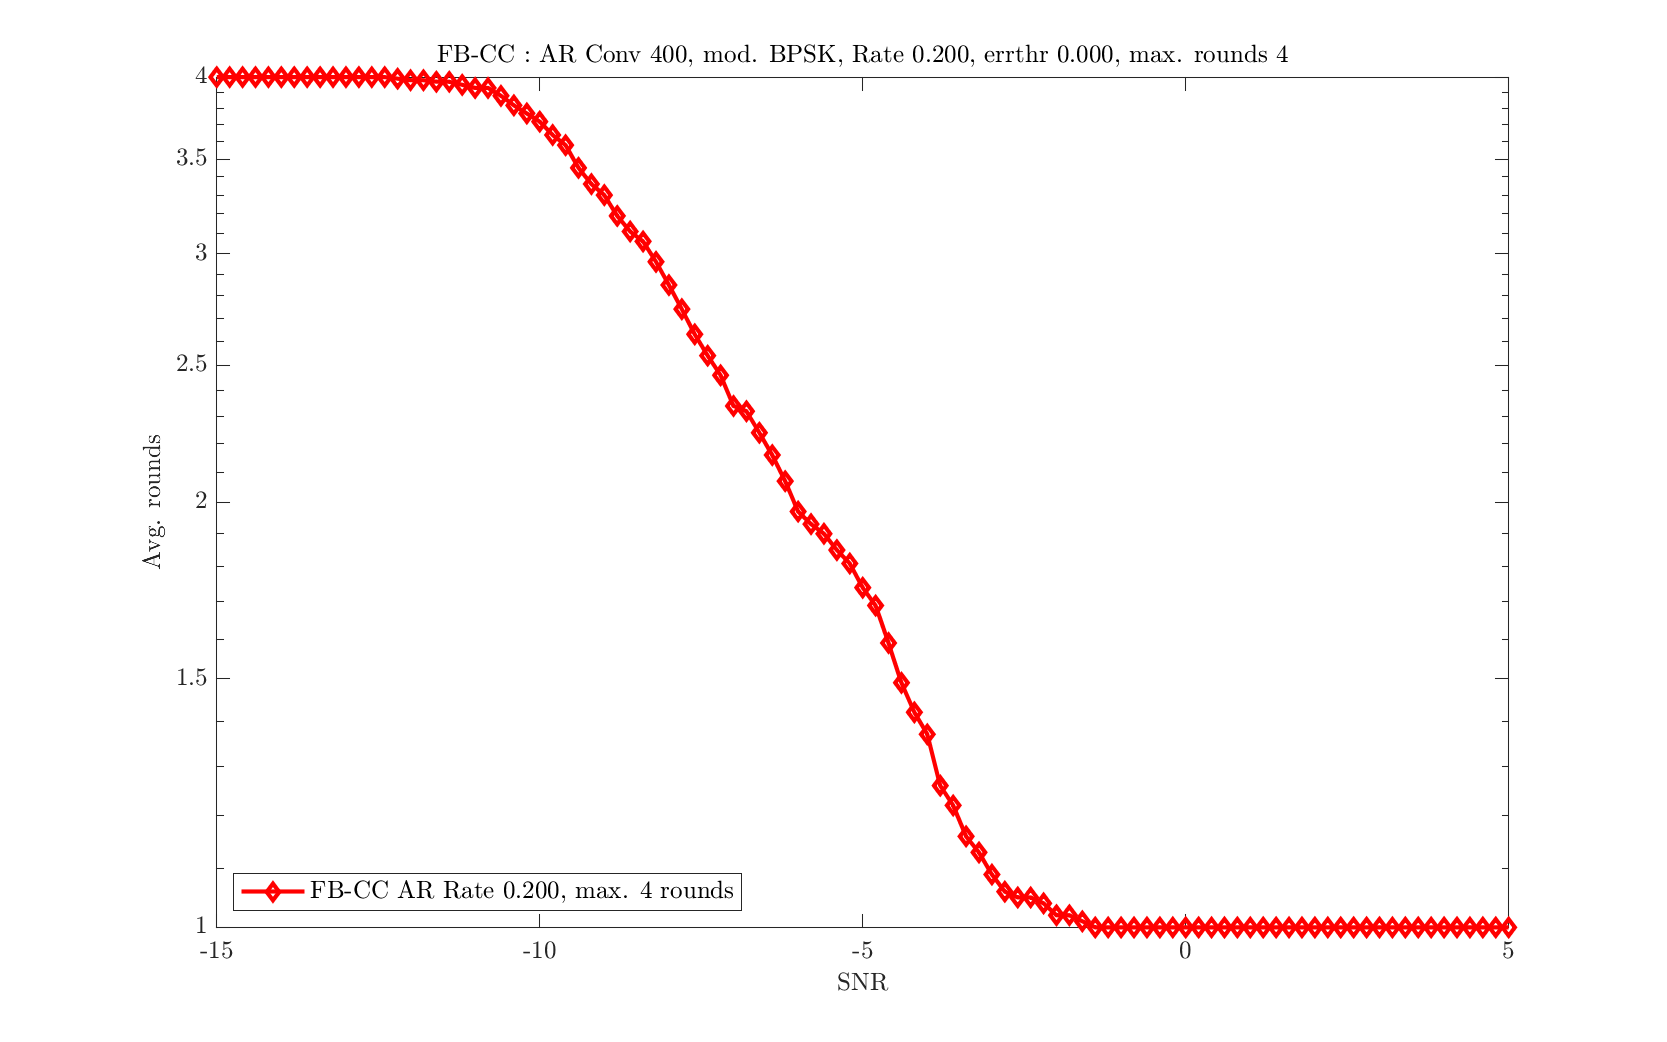 FB-CC : AR Conv 400, mod. BPSK, Rate 0.200, errthr 0.000, max. rounds 4
4
3.5
3
2.5
2
1.5
1
Avg. rounds
FB-CC AR Rate 0.200, max. 4 rounds
-15 -10 -5 0 5
SNR